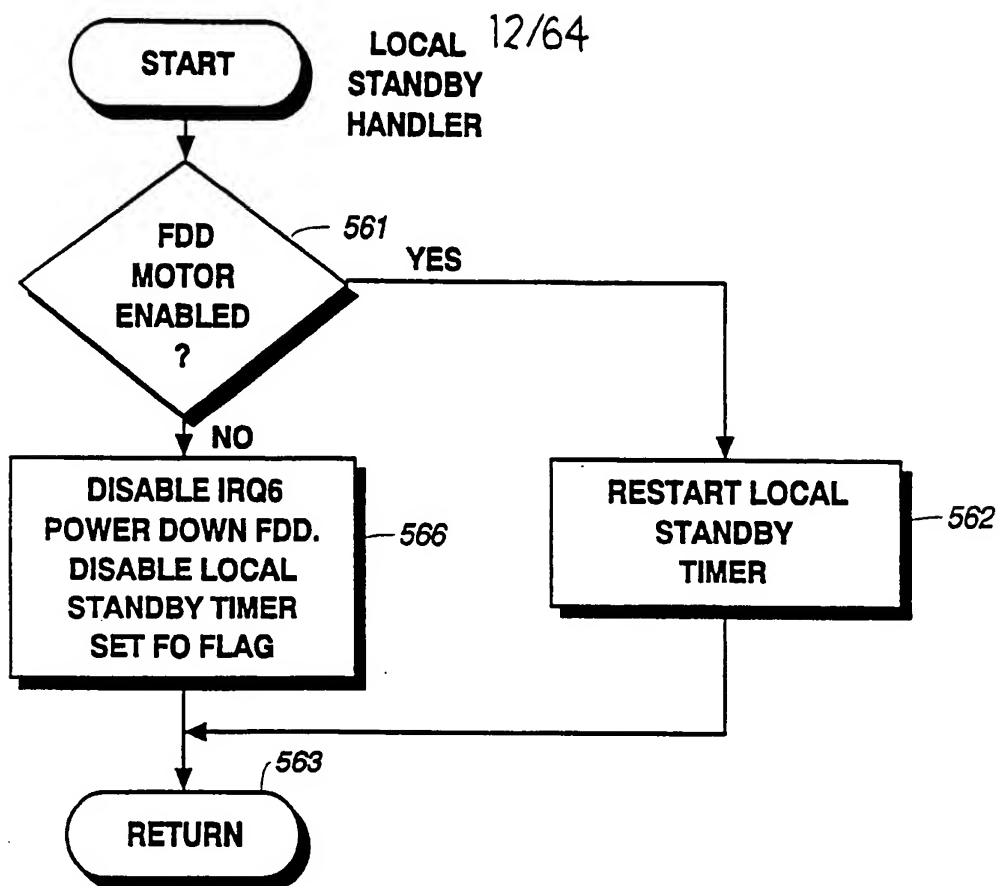 START
LOCAL
STANDBY
HANDLER
12/64
561
FDD
MOTOR
ENABLED
?
YES
NO
DISABLE IRQ6
POWER DOWN FDD.
DISABLE LOCAL
STANDBY TIMER
SET FO FLAG
566
RESTART LOCAL
STANDBY
TIMER
562
563
RETURN